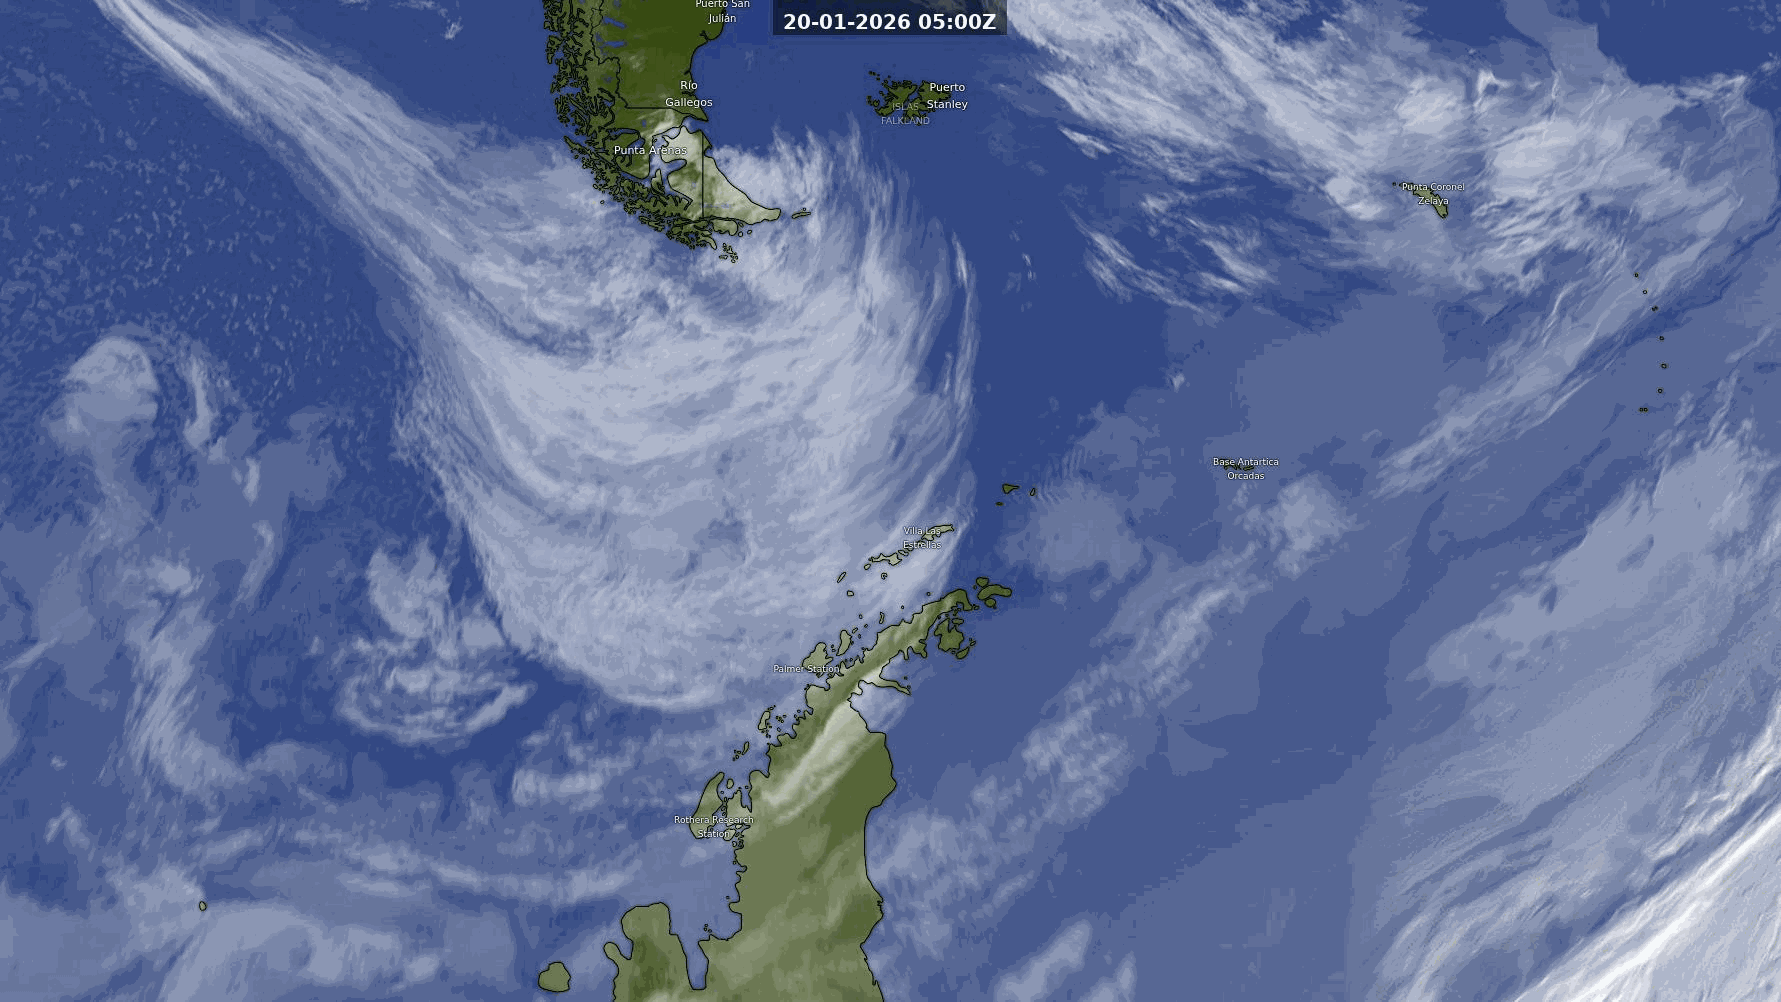 Puerto San
Julián
20-01-2026 05:00Z
Río
Gallegos
Puerto
Stanley
ISLAS
FALKLAND
Punta Arenas
Punta Coronel
Zelaya
Base Antartica
Orcadas
Villa Las
Estrellas
Palmer Station
Rothera Research
Station